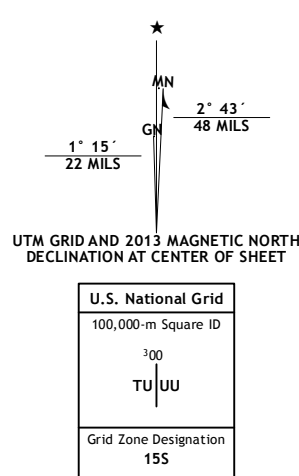 ★
MN
GN
2° 43´
48 MILS
1° 15´
22 MILS
UTM GRID AND 2013 MAGNETIC NORTH
DECLINATION AT CENTER OF SHEET
U.S. National Grid
100,000-m Square ID
³00
TU UU
Grid Zone Designation
15S